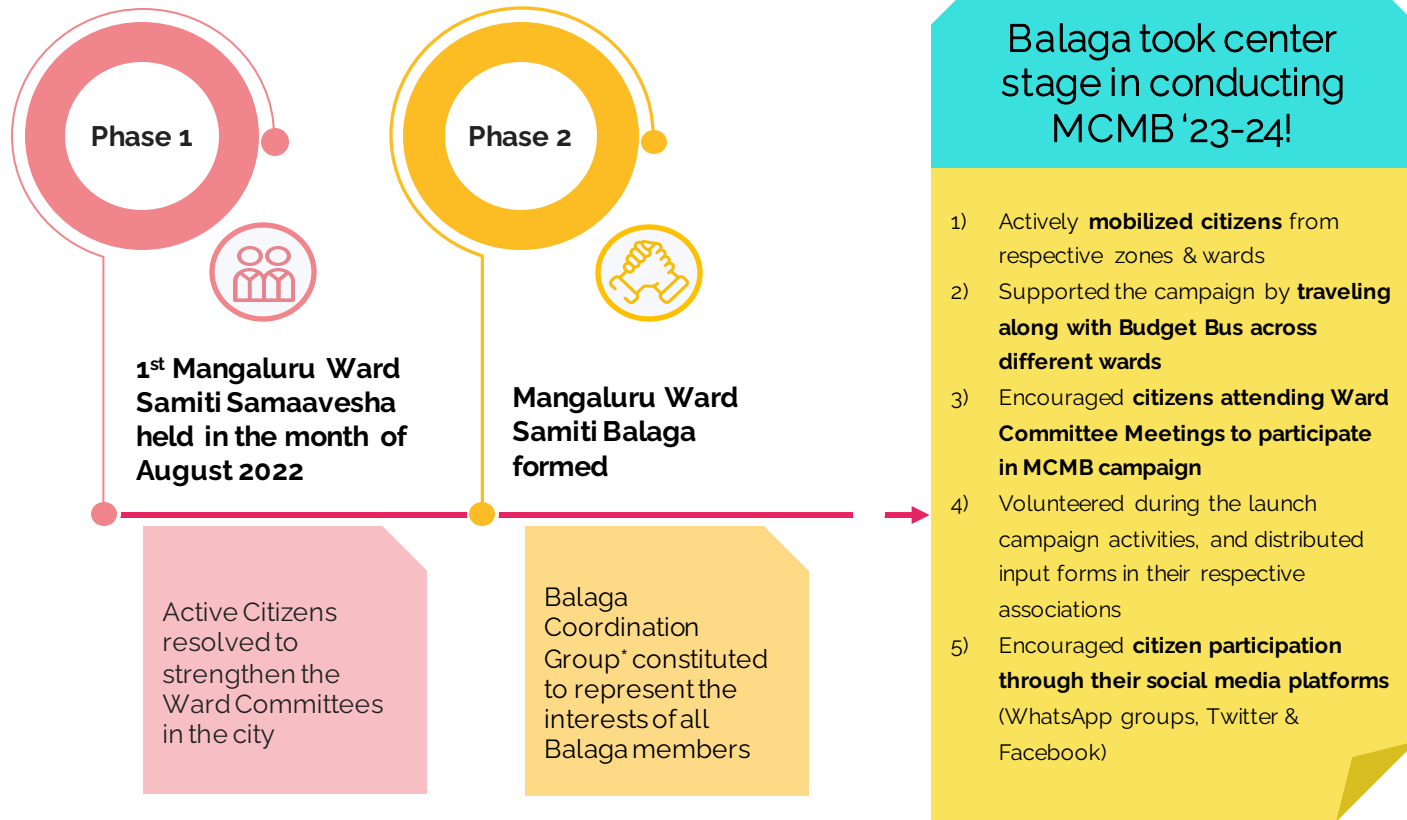 Phase 1
1st Mangaluru Ward
Samiti Samaavesha
held in the month of
August 2022
Active Citizens
resolved to
strengthen the
Ward Committees
in the city
Phase 2
Mangaluru Ward
Samiti Balaga
formed
Balaga
Coordination
Group* constituted
to represent the
interests of all
Balaga members
Balaga took center
stage in conducting
MCMB ‘23-24!
1) Actively mobilized citizens from
respective zones & wards
2) Supported the campaign by traveling
along with Budget Bus across
different wards
3) Encouraged citizens attending Ward
Committee Meetings to participate
in MCMB campaign
4) Volunteered during the launch
campaign activities, and distributed
input forms in their respective
associations
5) Encouraged citizen participation
through their social media platforms
(WhatsApp groups, Twitter &
Facebook)